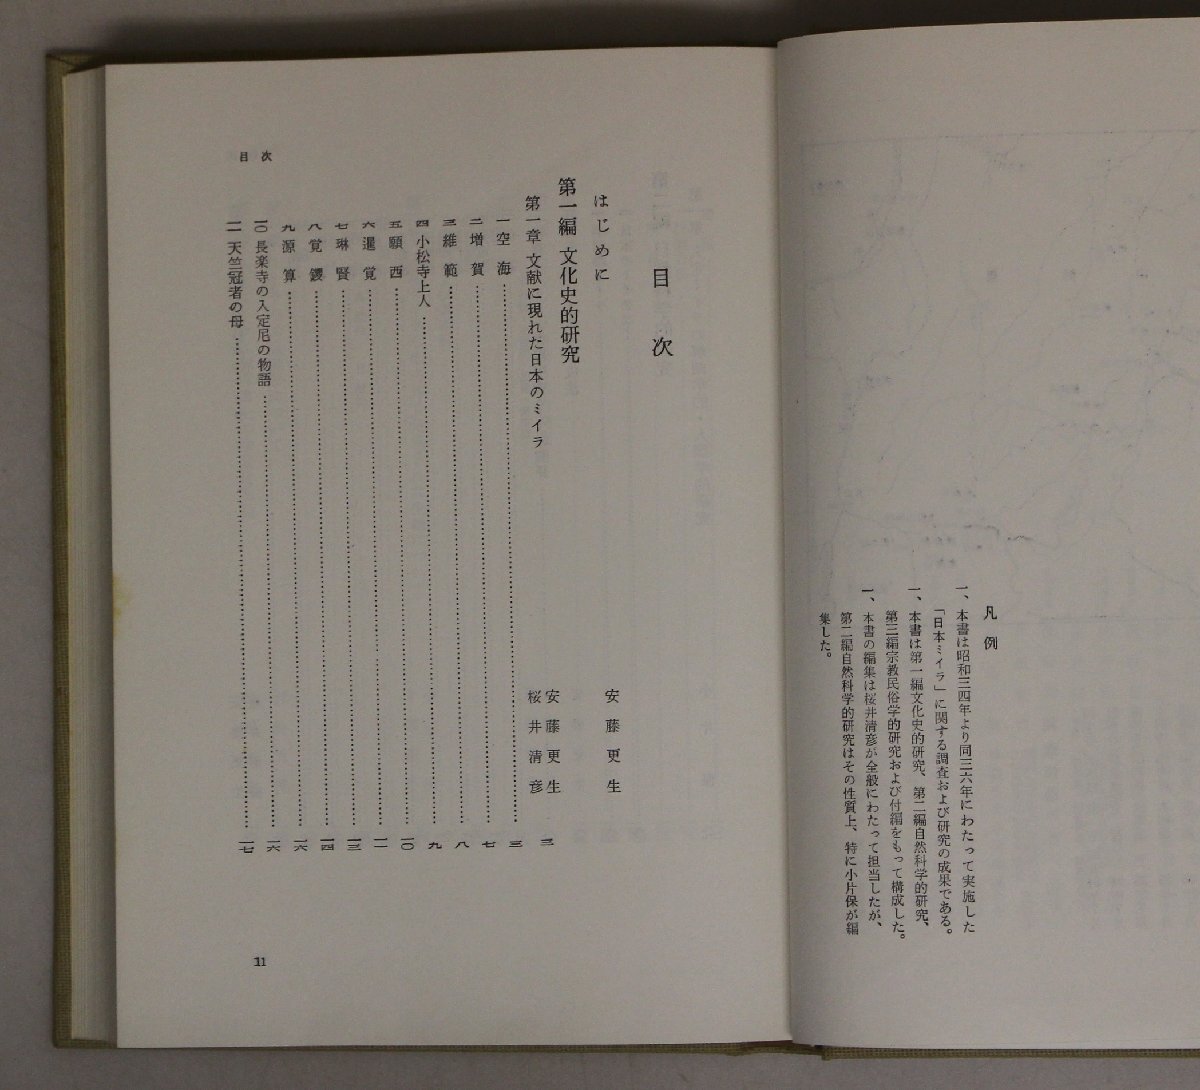 凡例
一、本書は昭和三四年より同三六年にわたって実施した
「日本ミイラ」に関する調査および研究の成果である。
一、本書は第一編文化史的研究、第二編自然科学的研究、
第三編宗教民俗学的研究および付編をもって構成した。
一、本書の編集は桜井清彦が全般にわたって担当したが、
第二編自然科学的研究はその性質上、特に小片保が編
集した。
目次
はじめに 安藤更生
第一編 文化史的研究
第一章 文献に現れた日本のミイラ 安藤更生 桜井清彦 三
一 空海 三
二 増賀 七
三 維範 八
四 小松寺上人 九
五 願西 一〇
六 暹覚 一一
七 琳賢 一三
八 覚鑁 一四
九 源算 一六
一〇 長楽寺の入定尼の物語 一六
一一 天竺冠者の母 一七
目次
11